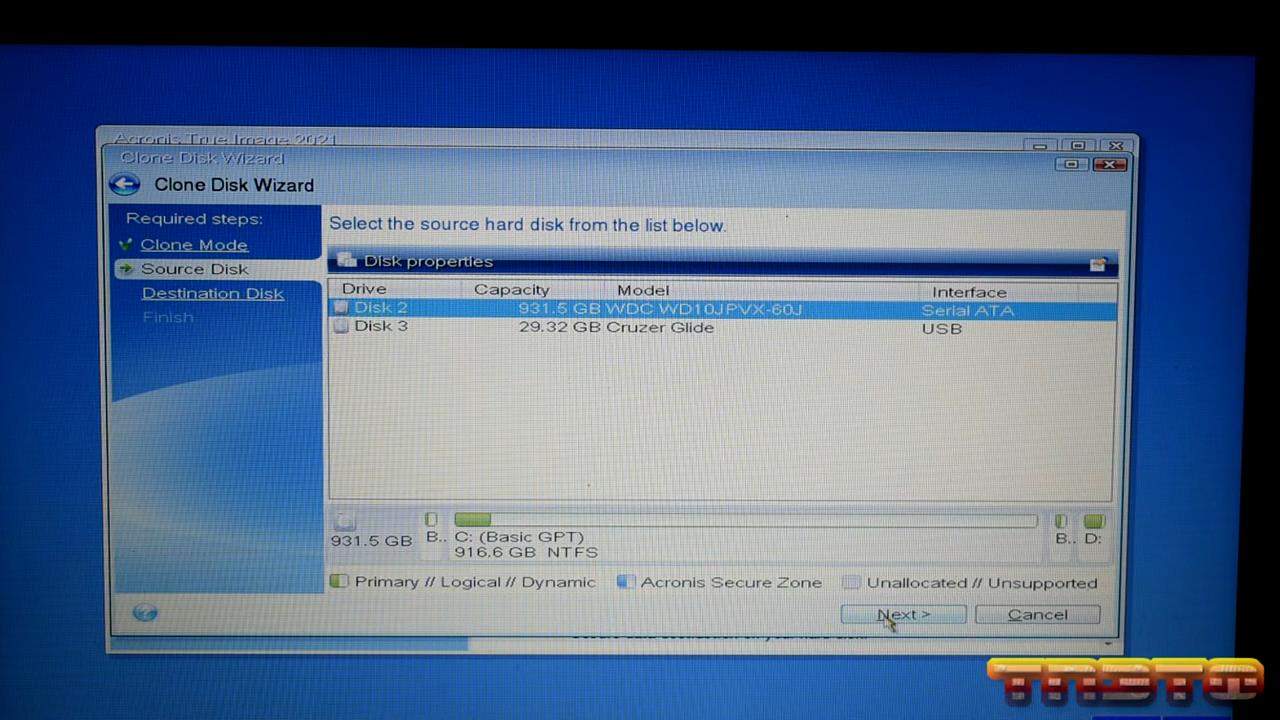 Acronis True Image 2021
Clone Disk Wizard
Clone Disk Wizard
Required steps:
Clone Mode
Source Disk
Destination Disk
Finish
Select the source hard disk from the list below.
Disk properties
Drive Capacity Model Interface
Disk 2 931.5 GB WDC WD10JPVX-60J Serial ATA
Disk 3 29.32 GB Cruzer Glide USB
931.5 GB
B..
C: (Basic GPT)
916.6 GB NTFS
B..
D:
Primary // Logical // Dynamic
Acronis Secure Zone
Unallocated // Unsupported
Next >
Cancel